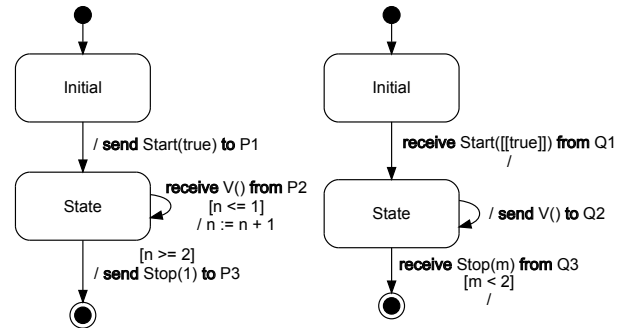 Initial
/ send Start(true) to P1
State
receive V() from P2
[n <= 1]
/ n := n + 1
[n >= 2]
/ send Stop(1) to P3
Initial
receive Start([[true]]) from Q1
/
State
/ send V() to Q2
receive Stop(m) from Q3
[m < 2]
/